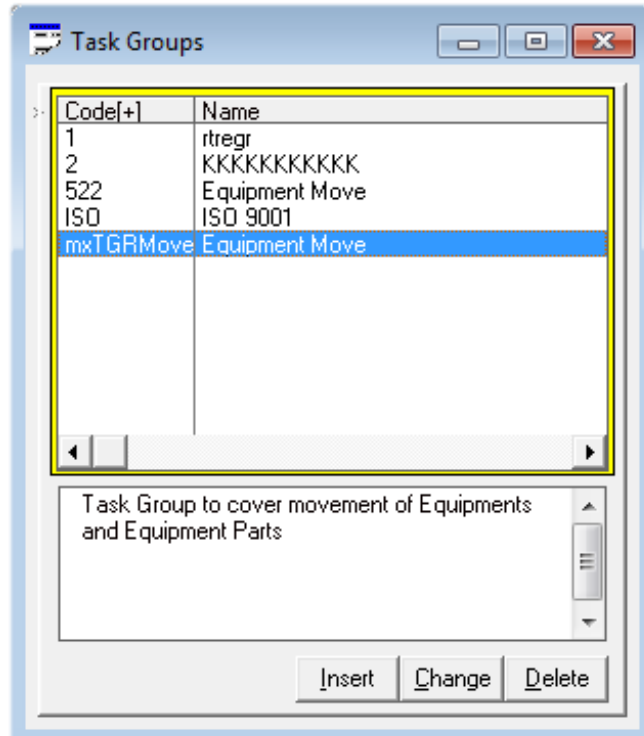 Task Groups
Code[+] Name
1 rtregr
2 KKKKKKKKKKK
522 Equipment Move
ISO ISO 9001
mxTGRMove Equipment Move
Task Group to cover movement of Equipments
and Equipment Parts
Insert Change Delete